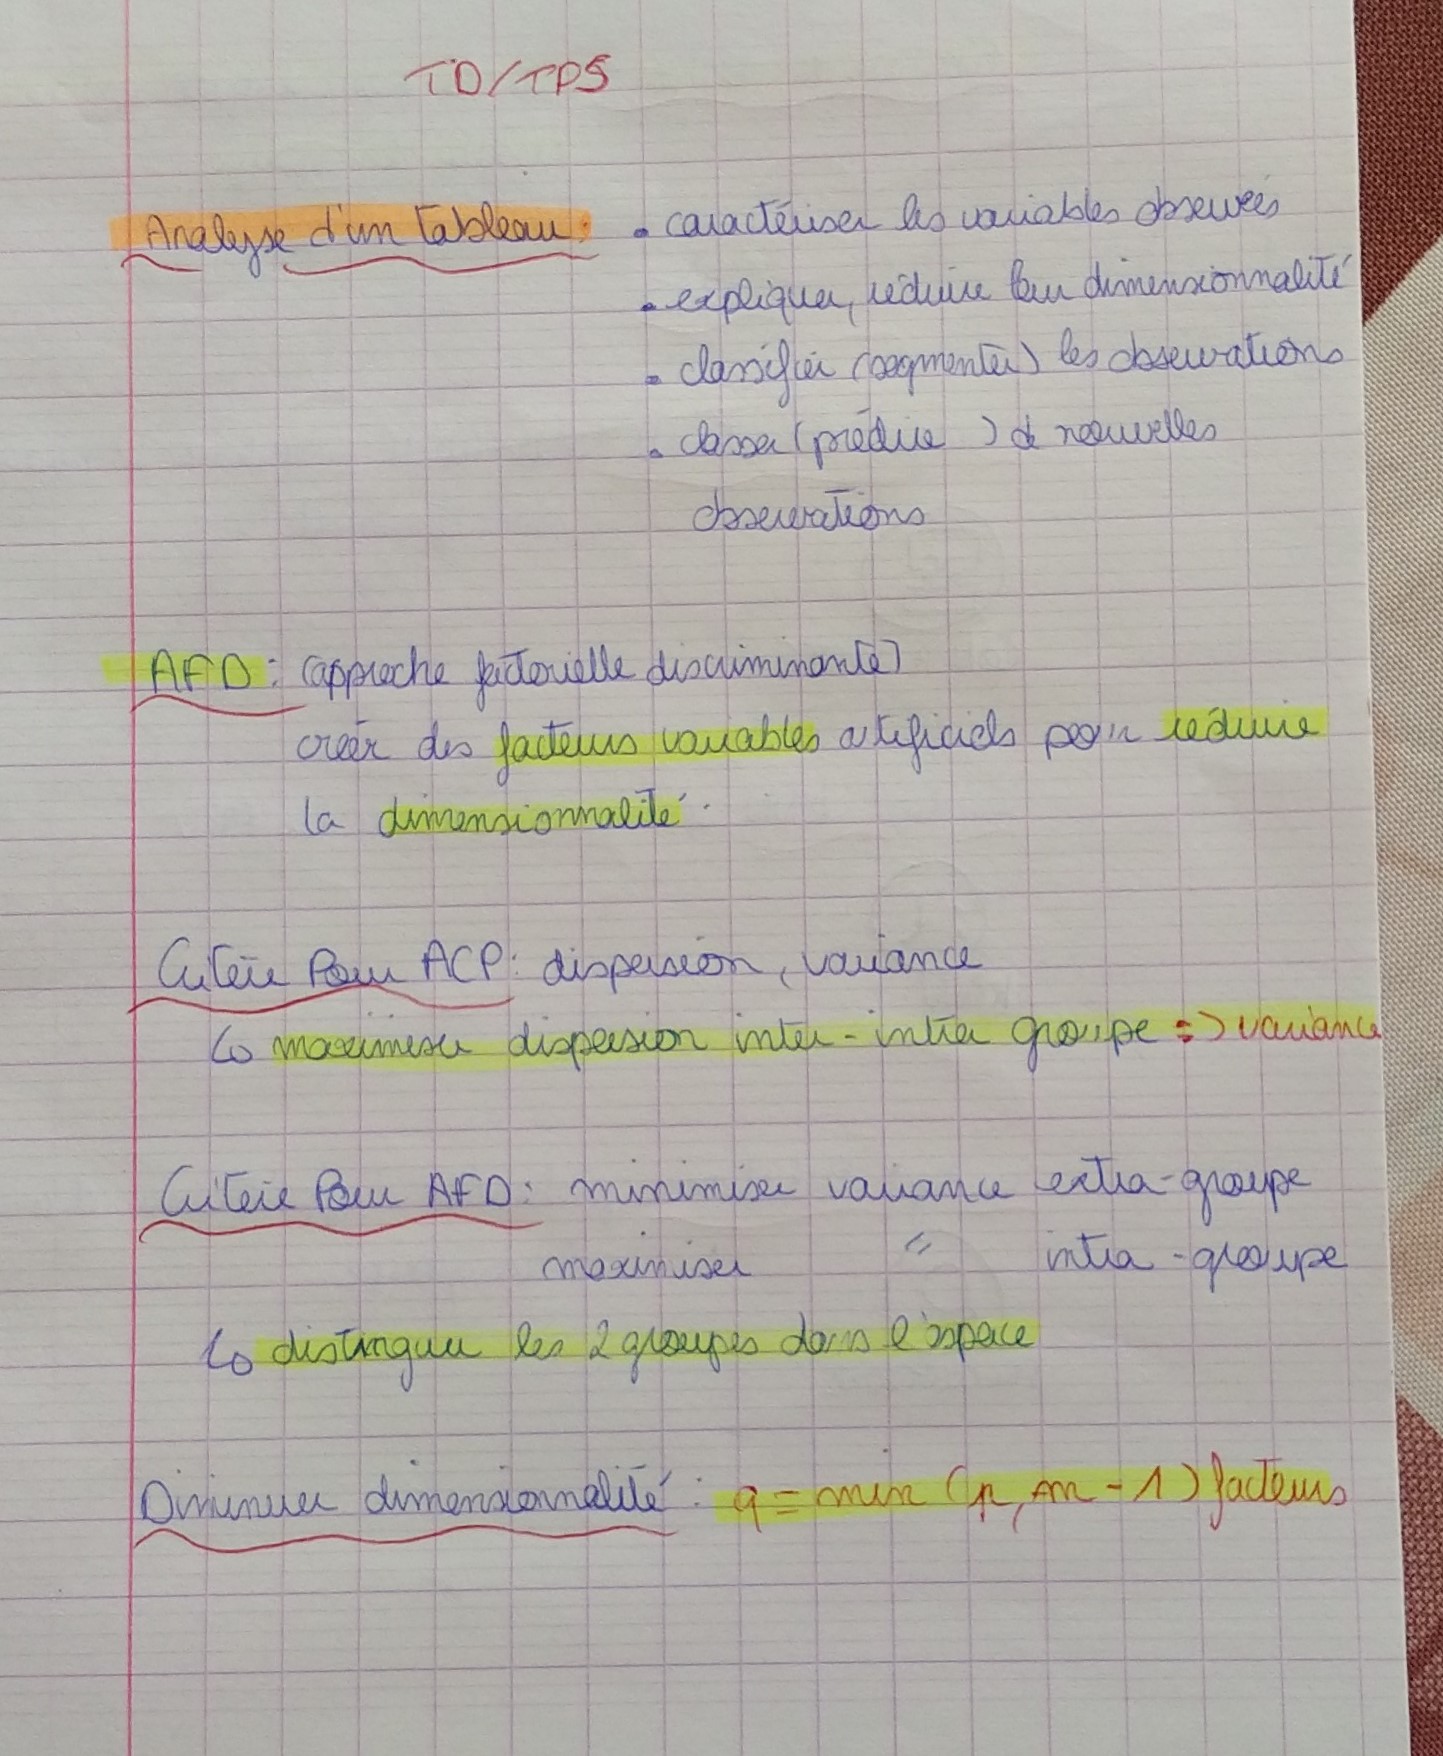 TD/TP5
Analyse d'un tableau: • caractériser les variables observées
• expliquer, réduire leur dimensionnalité
• classifier (segmenter) les observations
• classer (prédire ) de nouvelles
observations
AFD: (approche factorielle discriminante)
créer des facteurs variables artificiels pour réduire
la dimensionnalité.
Critère Pour ACP: dispersion, variance
↳ maximiser dispersion inter-intra groupe => variance
Critère Pour AFD: minimiser variance extra-groupe
maximiser " intra-groupe
↳ distinguer les 2 groupes dans l'espace
Diminuer dimensionnalité: q = min (p, m-1) facteurs